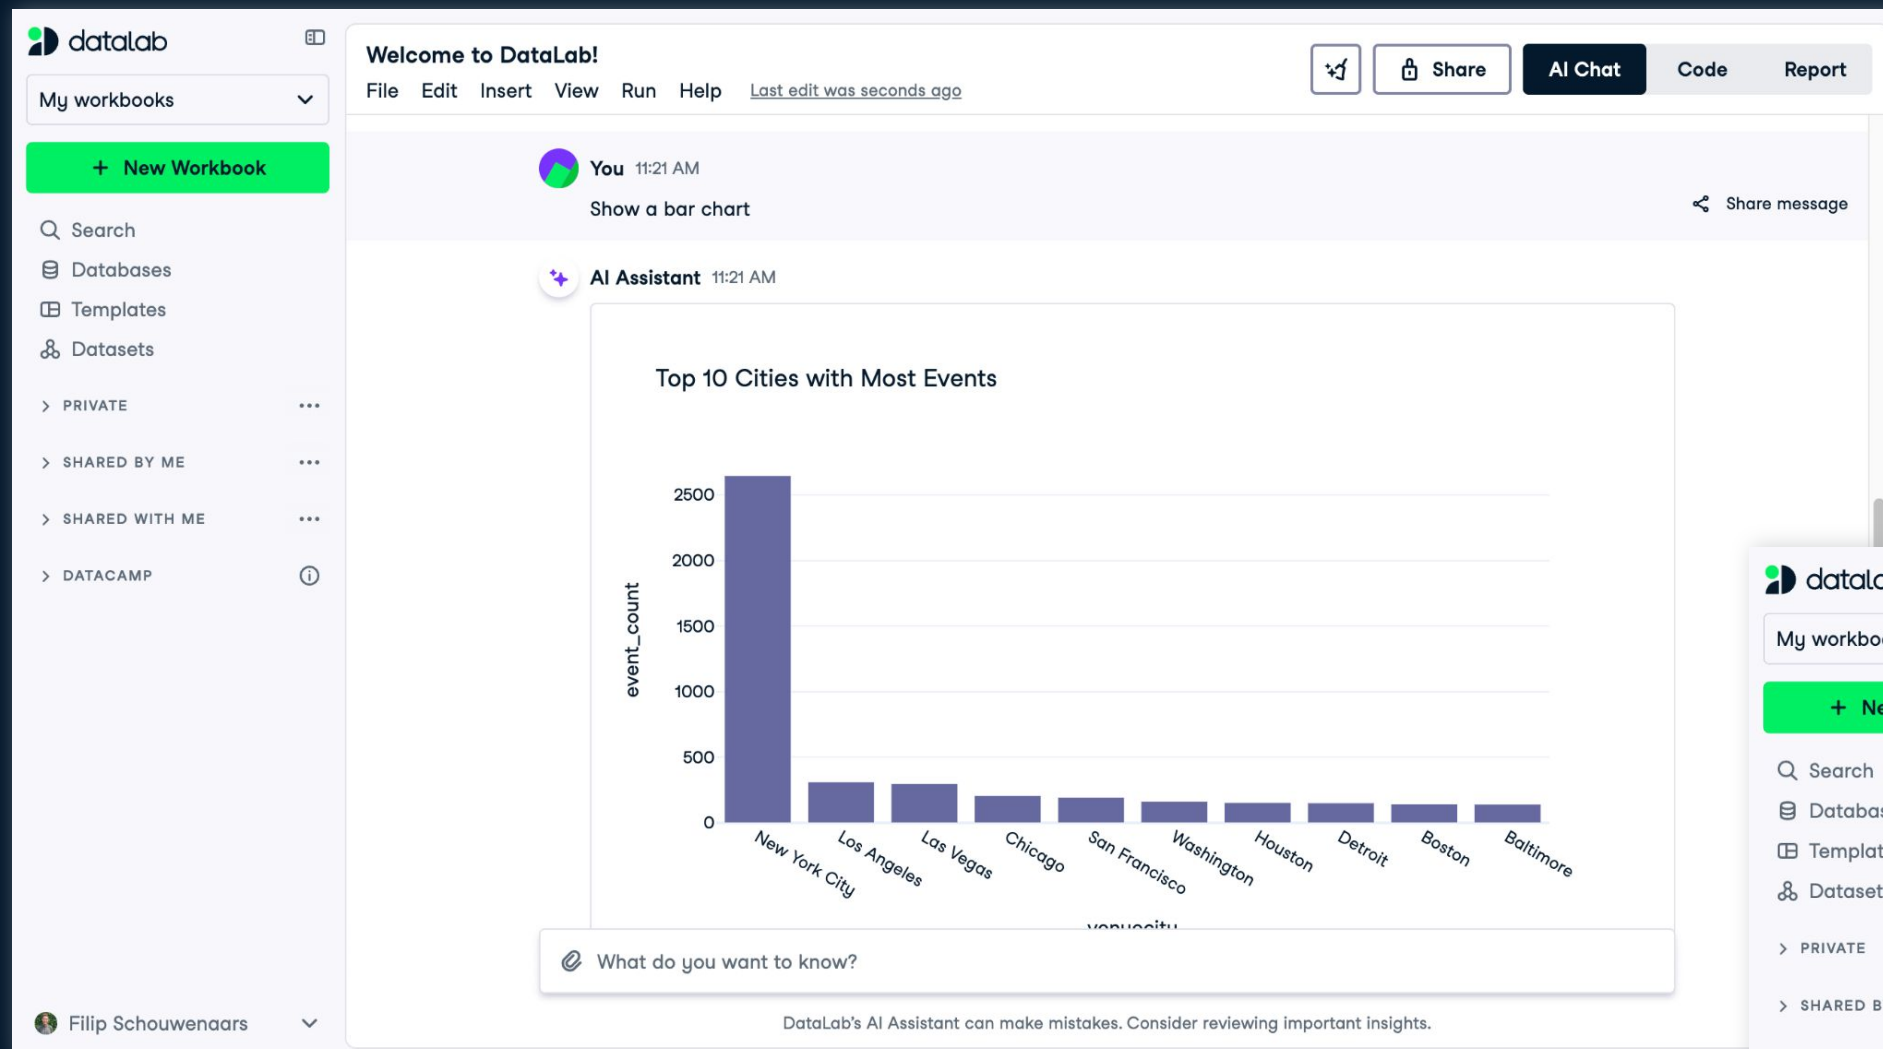 datalab
My workbooks
+ New Workbook
Search
Databases
Templates
Datasets
PRIVATE
SHARED BY ME
SHARED WITH ME
DATACAMP
Filip Schouwenaars
Welcome to DataLab!
File Edit Insert View Run Help Last edit was seconds ago
Share
AI Chat Code Report
You 11:21 AM
Show a bar chart
Share message
AI Assistant 11:21 AM
Top 10 Cities with Most Events
event_count
2500
2000
1500
1000
500
0
New York City
Los Angeles
Las Vegas
Chicago
San Francisco
Washington
Houston
Detroit
Boston
Baltimore
venuecity
What do you want to know?
DataLab's AI Assistant can make mistakes. Consider reviewing important insights.
My
+
Search
PRIVATE
SHARED